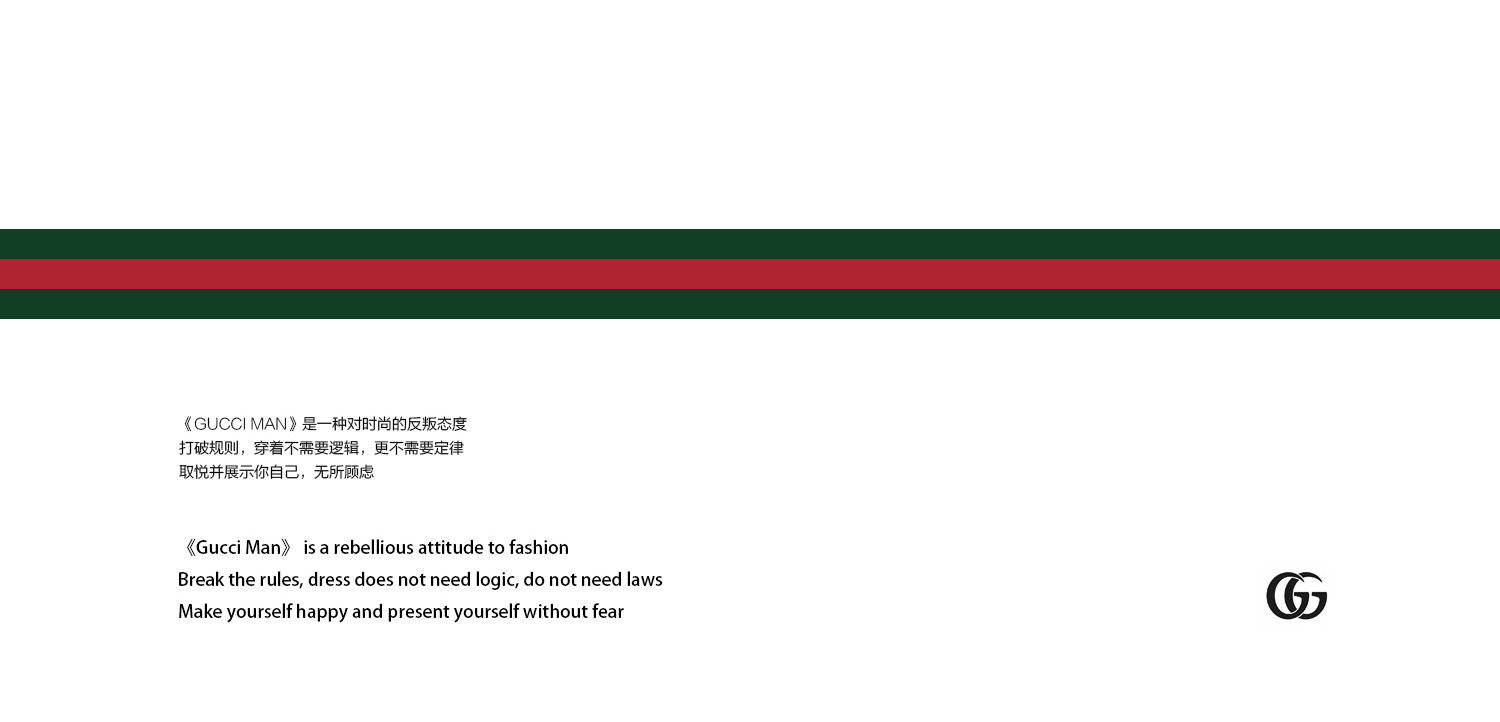 《GUCCI MAN》是一种对时尚的反叛态度
打破规则，穿着不需要逻辑，更不需要定律
取悦并展示你自己，无所顾虑
《Gucci Man》 is a rebellious attitude to fashion
Break the rules, dress does not need logic, do not need laws
Make yourself happy and present yourself without fear
GG